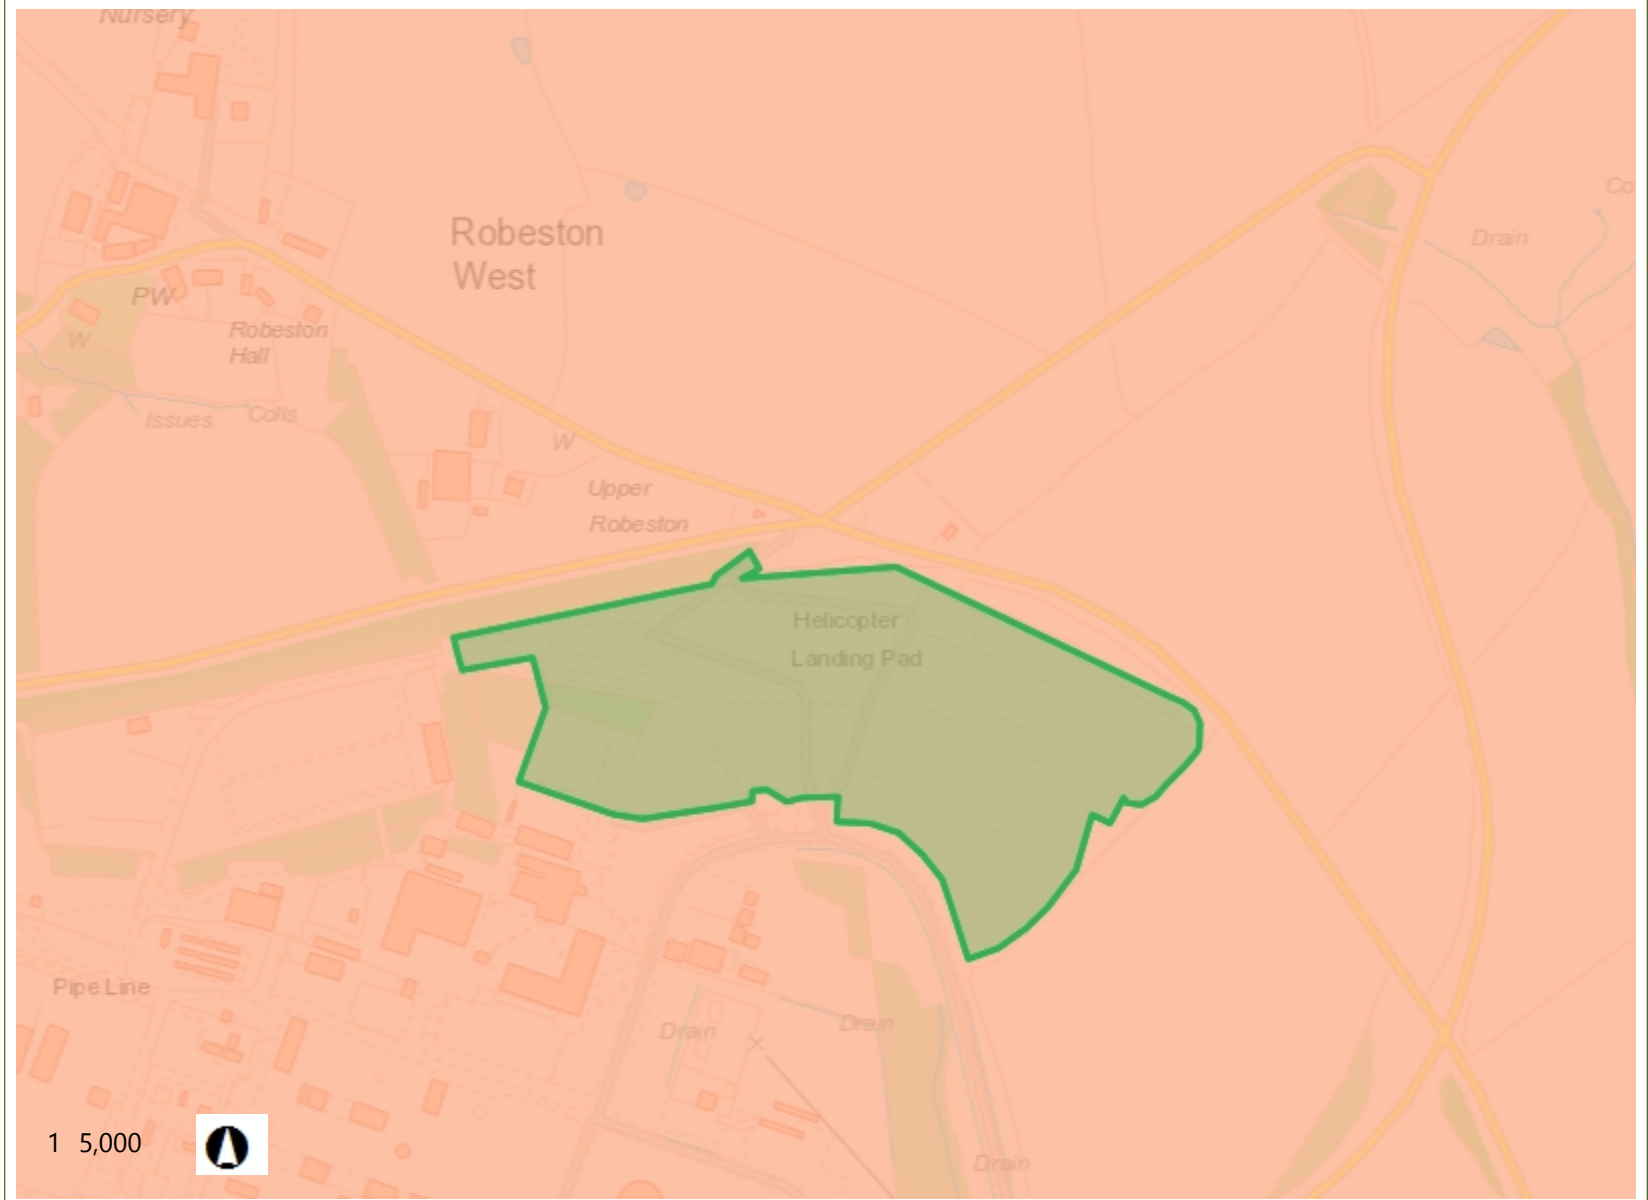 Nursery
Co
Robeston
West
Drain
PW
Robeston
Hall
W
Issues
Colls
W
Upper
Robeston
Helicopter
Landing Pad
Pipe Line
Drain
Drain
1 5,000
Drain